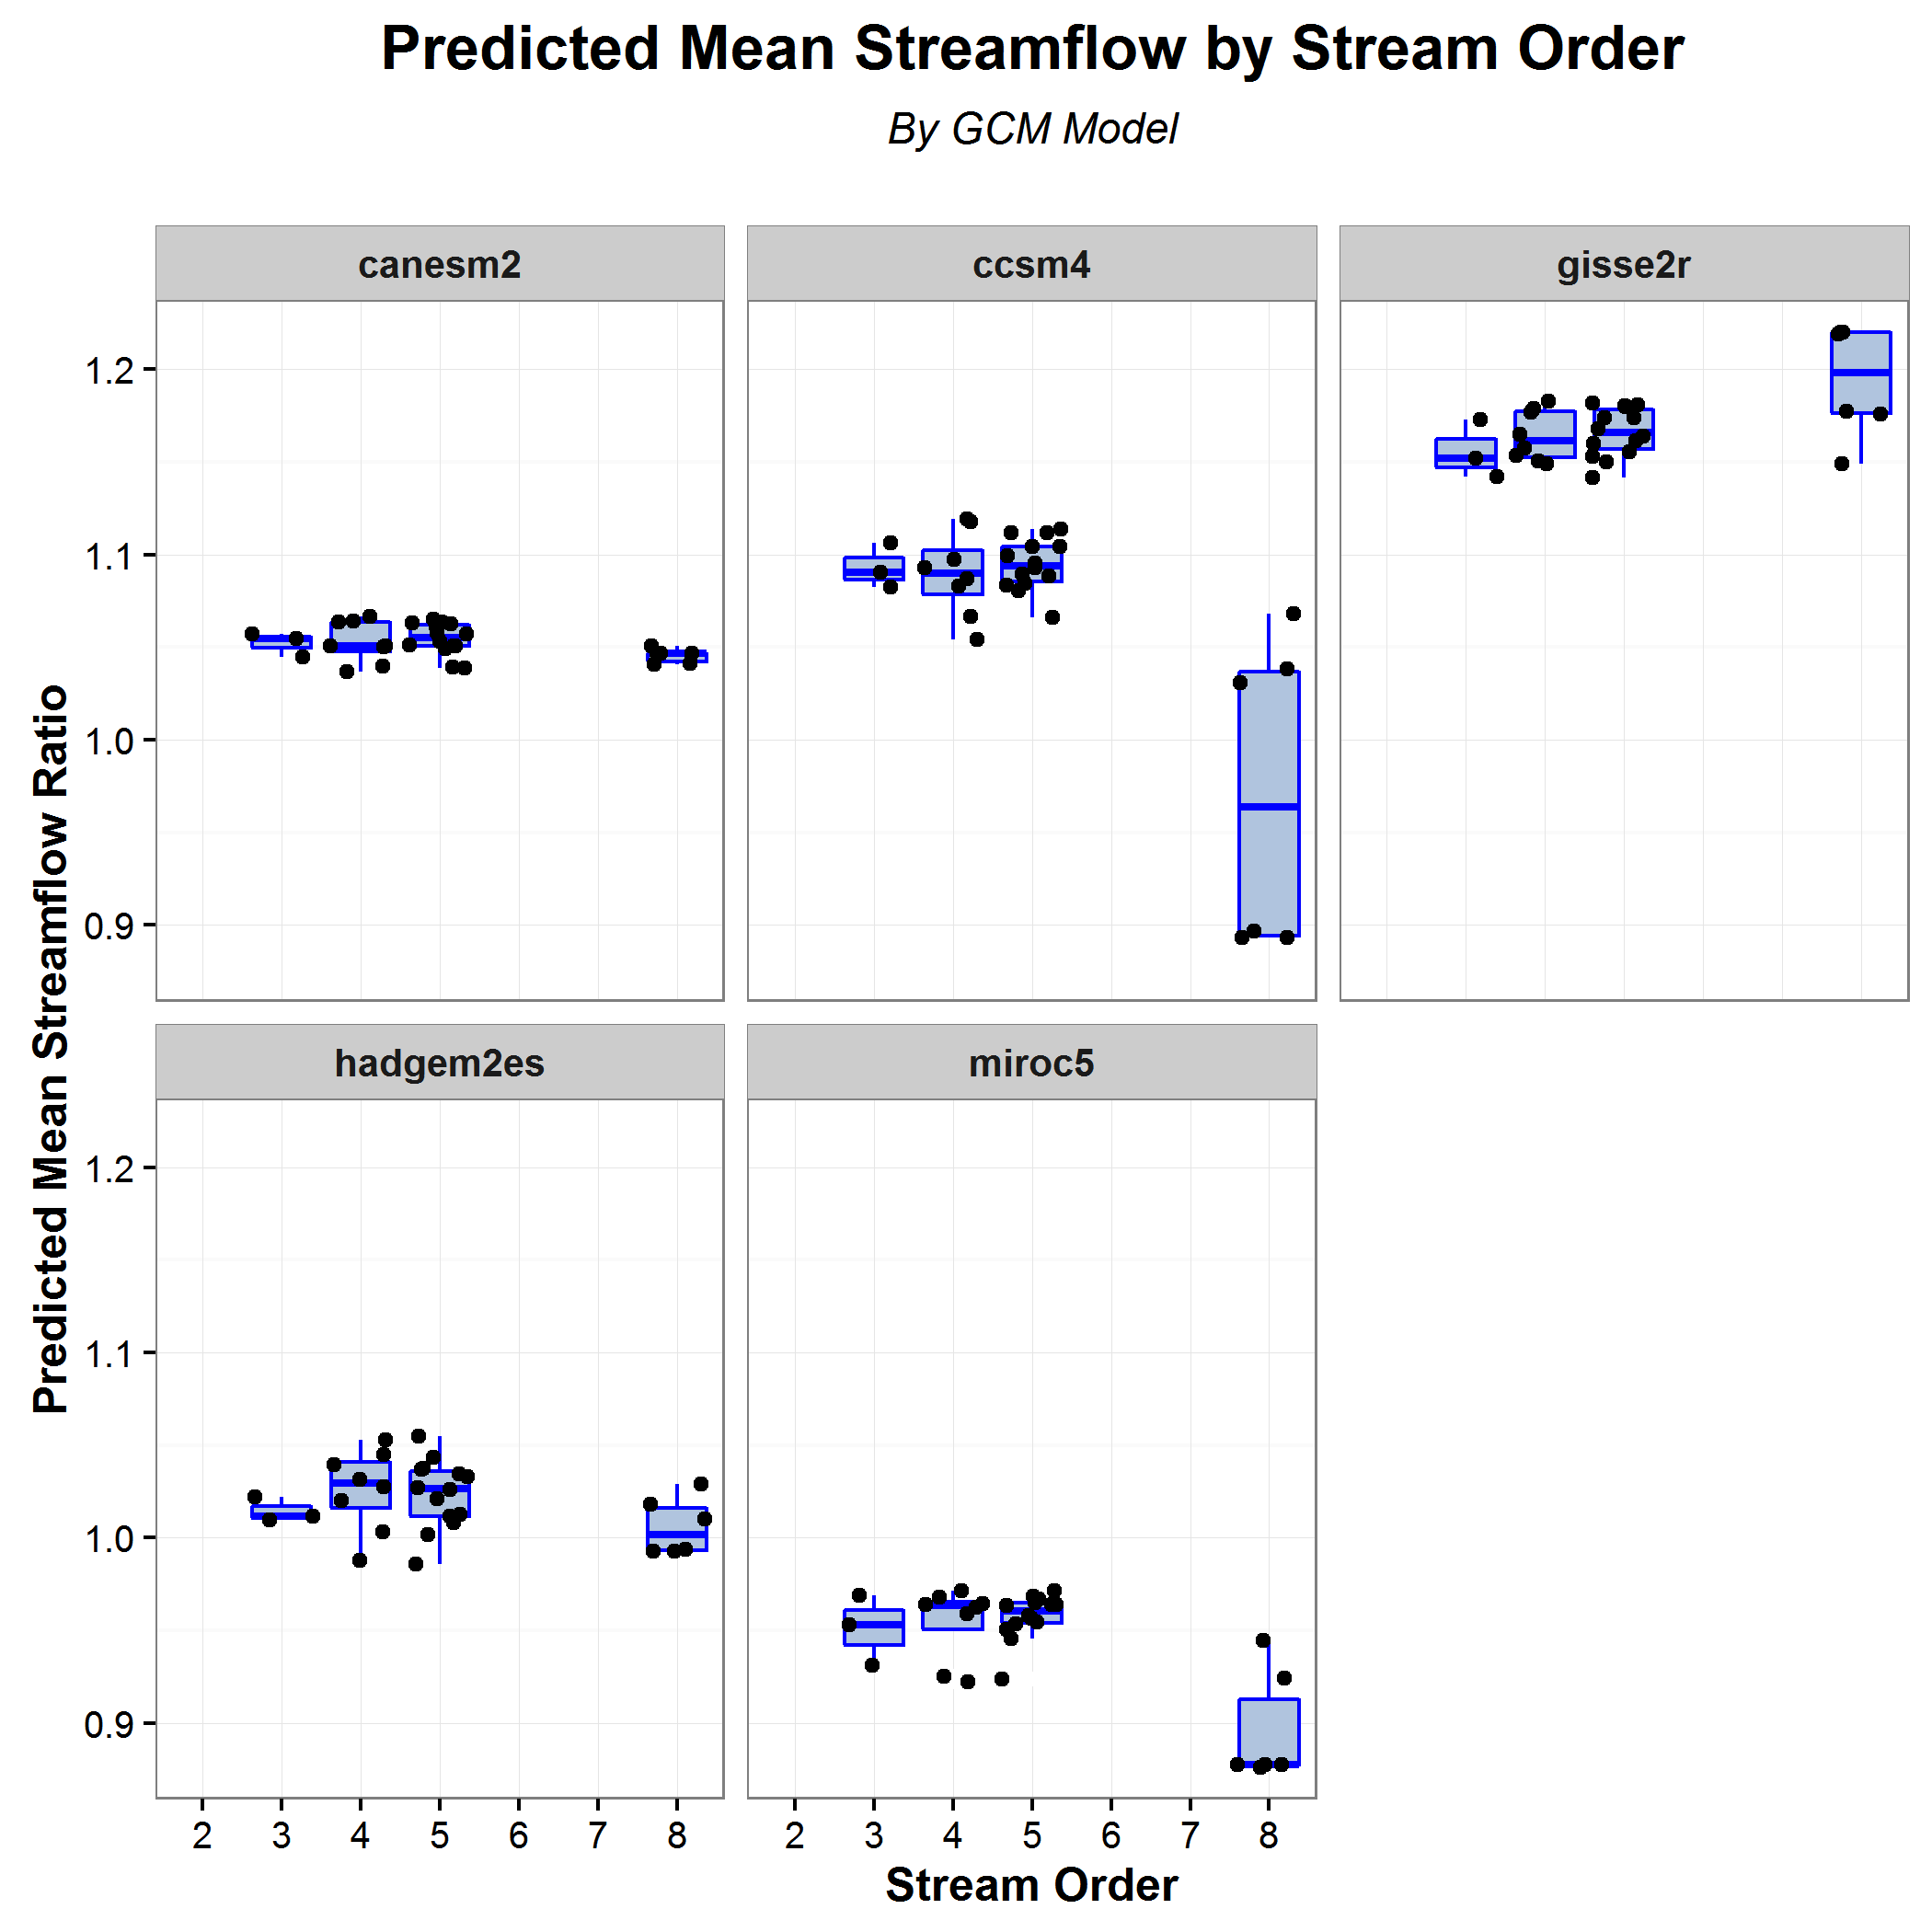 Predicted Mean Streamflow by Stream Order
By GCM Model
canesm2
ccsm4
gisse2r
1.2
1.1
1.0
0.9
Predicted Mean Streamflow Ratio
hadgem2es
miroc5
1.2
1.1
1.0
0.9
2 3 4 5 6 7 8
2 3 4 5 6 7 8
Stream Order